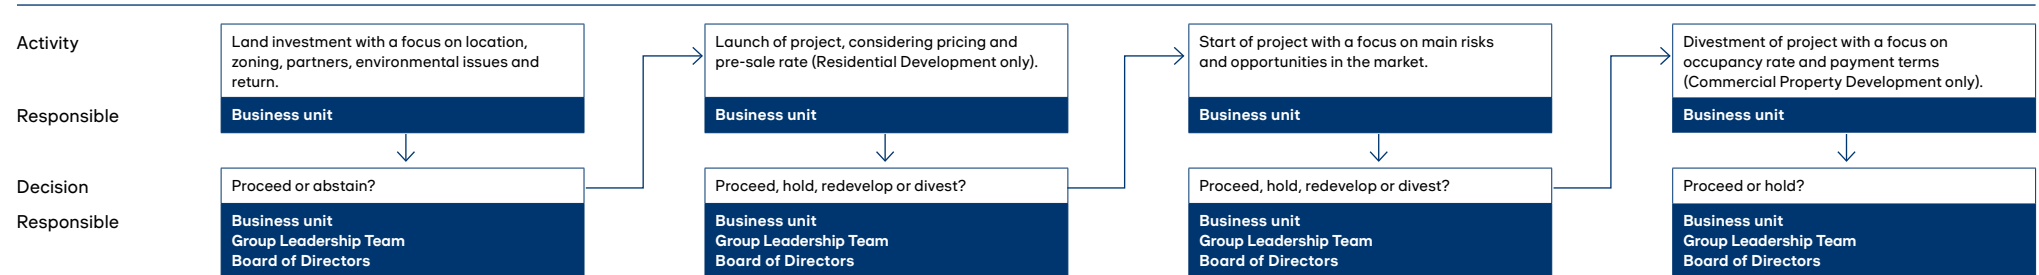 Activity
Land investment with a focus on location,
zoning, partners, environmental issues and
return.
Launch of project, considering pricing and
pre-sale rate (Residential Development only).
Start of project with a focus on main risks
and opportunities in the market.
Divestment of project with a focus on
occupancy rate and payment terms
(Commercial Property Development only).
Responsible
Business unit
Business unit
Business unit
Business unit
Decision
Proceed or abstain?
Proceed, hold, redevelop or divest?
Proceed, hold, redevelop or divest?
Proceed or hold?
Responsible
Business unit
Group Leadership Team
Board of Directors
Business unit
Group Leadership Team
Board of Directors
Business unit
Group Leadership Team
Board of Directors
Business unit
Group Leadership Team
Board of Directors